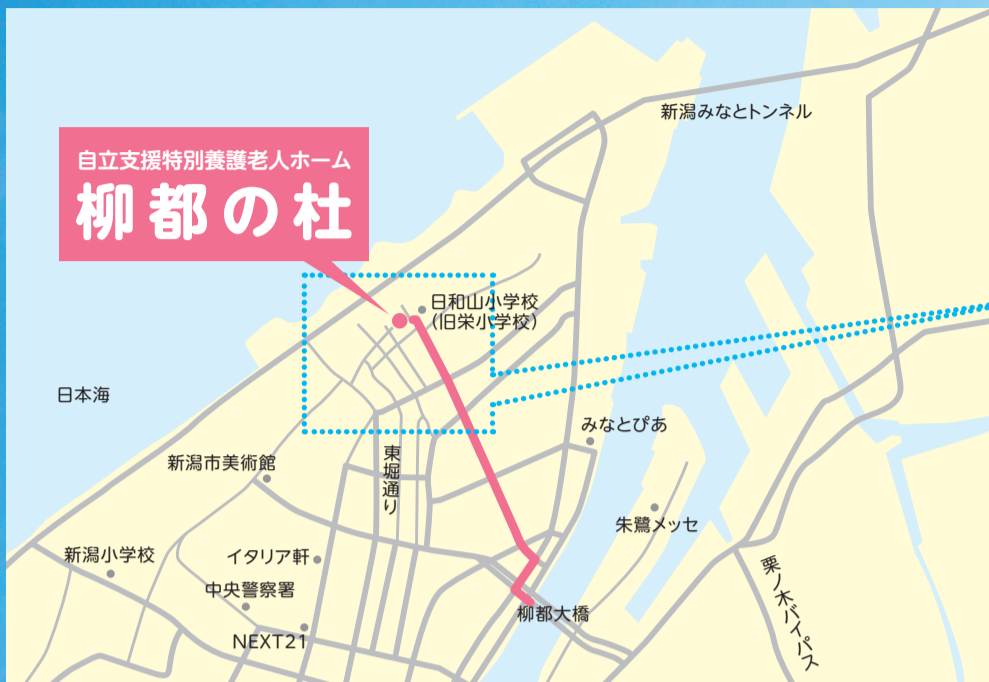 新潟みなとトンネル
自立支援特別養護老人ホーム
柳都の杜
日和山小学校
(旧栄小学校)
日本海
みなとぴあ
東堀通り
新潟市美術館
朱鷺メッセ
新潟小学校
イタリア軒
中央警察署
栗ノ木バイパス
柳都大橋
NEXT21